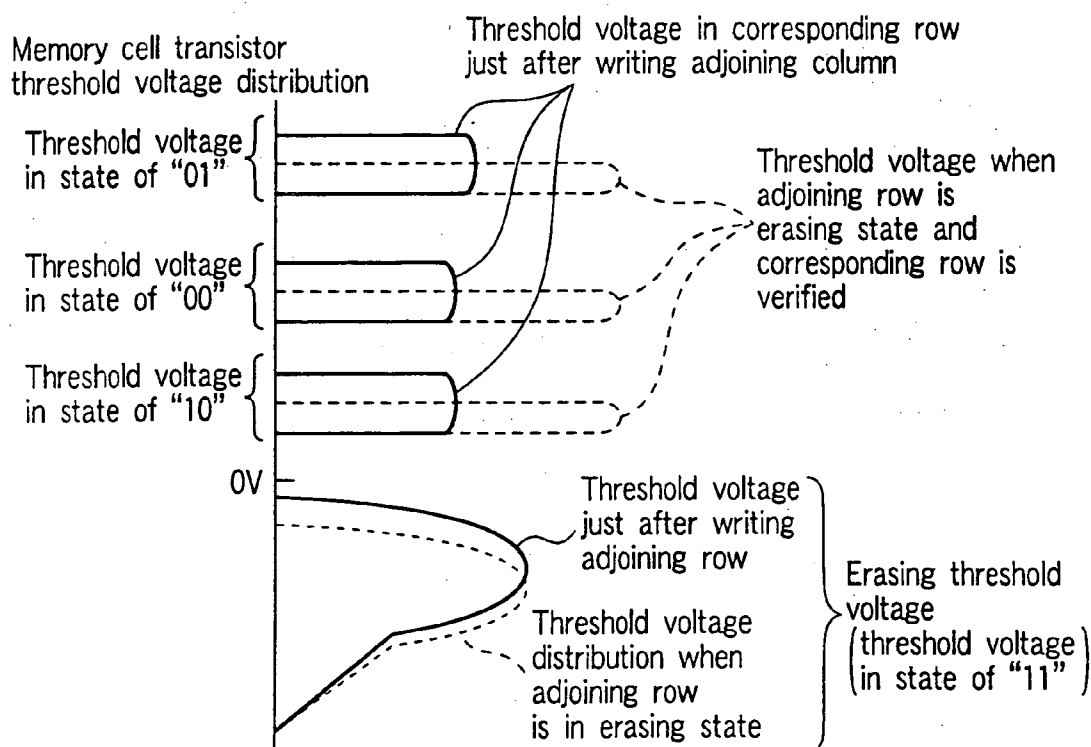 Memory cell transistor
threshold voltage distribution
Threshold voltage in corresponding row
just after writing adjoining column
Threshold voltage
in state of “01”
Threshold voltage when
adjoining row is
erasing state and
corresponding row is
verified
Threshold voltage
in state of “00”
Threshold voltage
in state of “10”
0V
Threshold voltage
just after writing
adjoining row
Erasing threshold
voltage
(threshold voltage
in state of “11”)
Threshold voltage
distribution when
adjoining row
is in erasing state